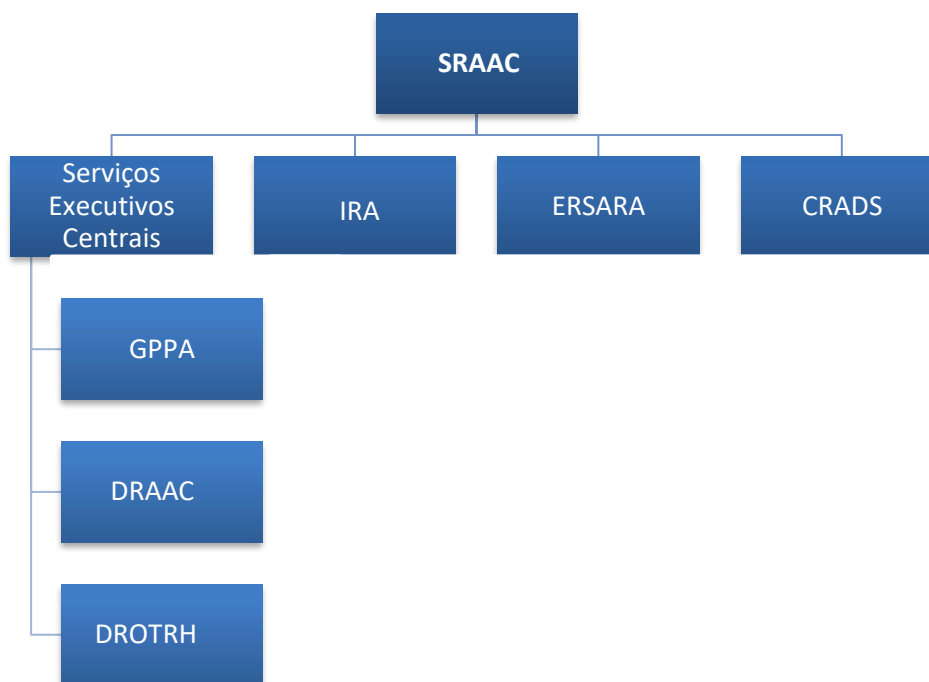 SRAAC
Serviços
Executivos
Centrais
IRA
ERSARA
CRADS
GPPA
DRAAC
DROTRH